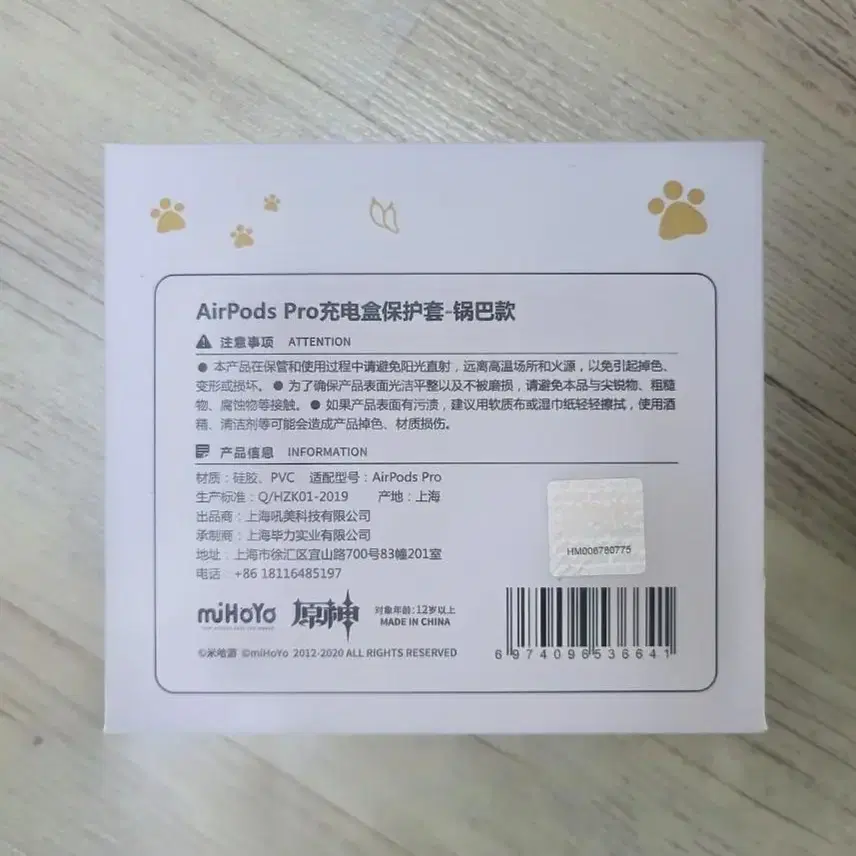 AirPods Pro充电盒保护套-锅巴款
注意事项 ATTENTION
● 本产品在保管和使用过程中请避免阳光直射，远离高温场所和火源，以免引起掉色、
变形或损坏。● 为了确保产品表面光洁平整以及不被磨损，请避免本品与尖锐物、粗糙
物、腐蚀物等接触。● 如果产品表面有污渍，建议用软质布或湿巾纸轻轻擦拭，使用酒
精、清洁剂等可能会造成产品掉色、材质损伤。
产品信息 INFORMATION
材质：硅胶、PVC 适配型号：AirPods Pro
生产标准：Q/HZK01-2019 产地：上海
出品商：上海吼美科技有限公司
承制商：上海毕力实业有限公司
地址：上海市徐汇区宜山路700号83幢201室
电话：+86 18116485197
HM006780775
miHoYo 原神 对象年龄：12岁以上
MADE IN CHINA
©米哈游 ©miHoYo 2012-2020 ALL RIGHTS RESERVED
6974096536641